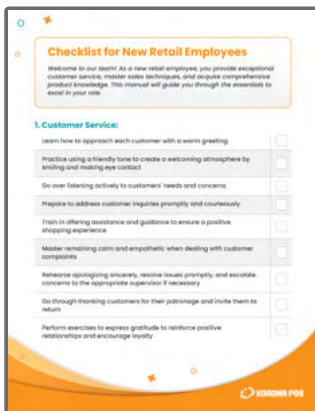 Checklist for New Retail Employees
Welcome to our team! As a new retail employee, you provide exceptional
customer service, master sales techniques, and acquire comprehensive
product knowledge. This manual will guide you through the essentials to
excel in your role.
1. Customer Service:
Learn how to approach each customer with a warm greeting
Practice using a friendly tone to create a welcoming atmosphere by
smiling and making eye contact
Go over listening actively to customers' needs and concerns
Prepare to address customer inquiries promptly and courteously
Train in offering assistance and guidance to ensure a positive
shopping experience
Master remaining calm and empathetic when dealing with customer
complaints
Rehearse apologizing sincerely, resolve issues promptly, and escalate
concerns to the appropriate supervisor if necessary
Go through thanking customers for their patronage and invite them to
return
Perform exercises to express gratitude to reinforce positive
relationships and encourage loyalty
KORONA POS